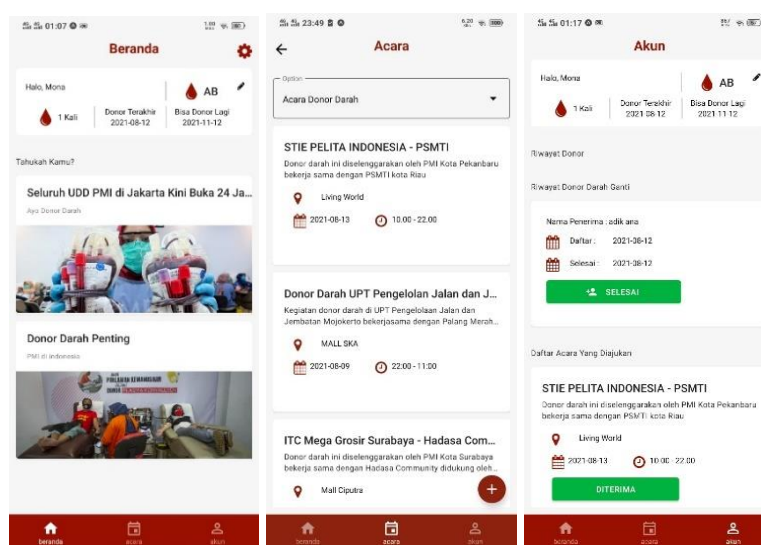 01:07
Beranda
Halo, Mona
AB
1 Kali
Donor Terakhir
2021-08-12
Bisa Donor Lagi
2021-11-12
Tahukah Kamu?
Seluruh UDD PMI di Jakarta Kini Buka 24 Ja...
Ayo Donor Darah
Donor Darah Penting
PMI di Indonesia
beranda
acara
akun
23:49
Acara
Option
Acara Donor Darah
STIE PELITA INDONESIA - PSMTI
Donor darah ini diselenggarakan oleh PMI Kota Pekanbaru
bekerja sama dengan PSMTI kota Riau
Living World
2021-08-13
10.00 - 22.00
Donor Darah UPT Pengelolan Jalan dan J...
Kegiatan donor darah di UPT Pengelolaan Jalan dan
Jembatan Mojokerto bekerjasama dengan Palang Merah...
MALL SKA
2021-08-09
22:00 - 11:00
ITC Mega Grosir Surabaya - Hadasa Com...
Donor darah ini diselenggarakan oleh PMI Kota Surabaya
bekerja sama dengan Hadasa Community didukung oleh...
Mall Ciputra
beranda
acara
akun
01:17
Akun
Halo, Mona
AB
1 Kali
Donor Terakhir
2021-08-12
Bisa Donor Lagi
2021-11-12
Riwayat Donor
Riwayat Donor Darah Ganti
Nama Penerima : adik ana
Daftar : 2021-08-12
Selesai : 2021-08-12
SELESAI
Daftar Acara Yang Diajukan
STIE PELITA INDONESIA - PSMTI
Donor darah ini diselenggarakan oleh PMI Kota Pekanbaru
bekerja sama dengan PSMTI kota Riau
Living World
2021-08-13
10.00 - 22.00
DITERIMA
beranda
acara
akun